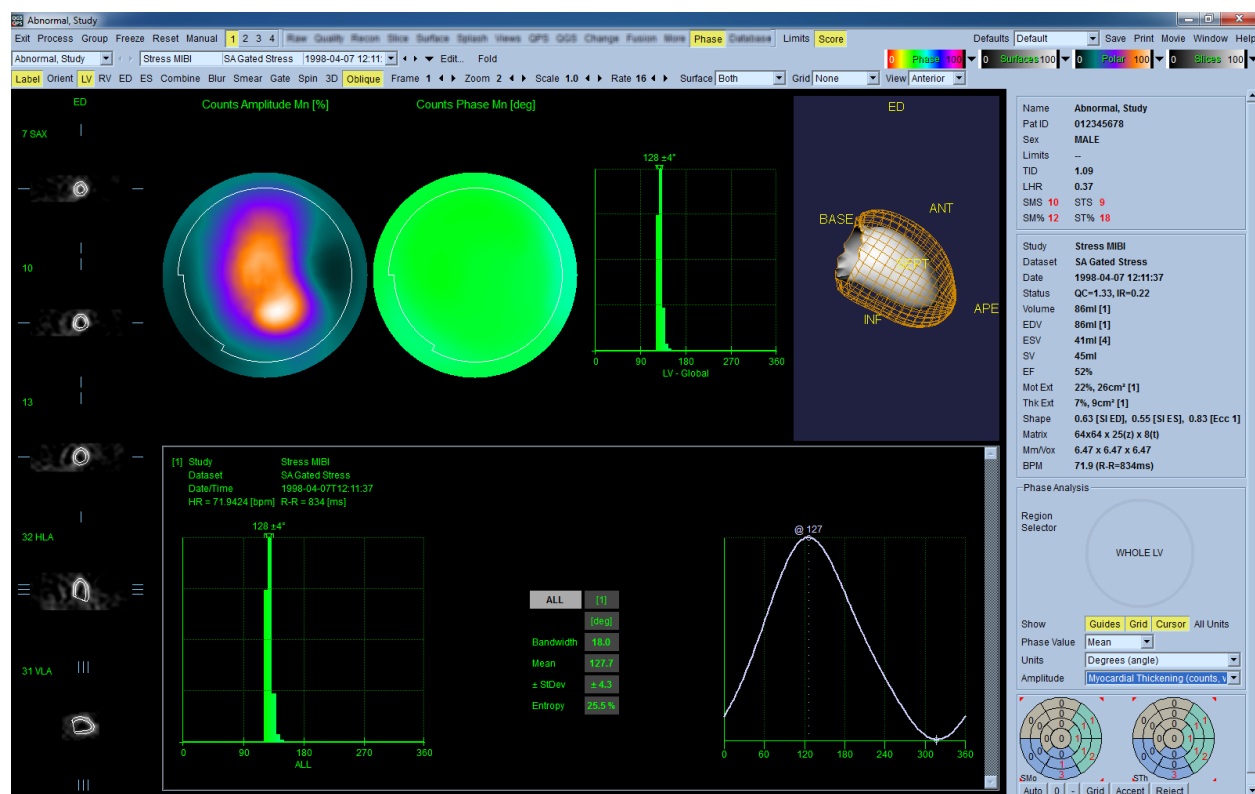 Abnormal, Study
Exit Process Group Freeze Reset Manual 1 2 3 4 Raw Quality Recon Slice Surface Splash Views QPS QGS Change Fusion More Phase Database Limits Score Defaults Default Save Print Movie Window Help
Abnormal, Study Stress MIBI SA Gated Stress 1998-04-07 12:11: Edit... Fold 0 Phase 100 0 Surfaces 100 0 Polar 100 0 Slices 100
Label Orient LV RV ED ES Combine Blur Smear Gate Spin 3D Oblique Frame 1 Zoom 2 Scale 1.0 Rate 16 4 Surface Both Grid None View Anterior
ED
7 SAX
10
13
32 HLA
31 VLA
Counts Amplitude Mn [%]
Counts Phase Mn [deg]
128 ±4°
0 90 180 270 360
LV - Global
ED
BASE
ANT
SEPT
INF
APE
[1] Study Stress MIBI
Dataset SA Gated Stress
Date/Time 1998-04-07T12:11:37
HR = 71.9424 [bpm] R-R = 834 [ms]
128 ±4°
0 90 180 270 360
ALL
ALL [1]
[deg]
Bandwidth 18.0
Mean 127.7
± StDev ± 4.3
Entropy 25.5 %
@ 127
0 60 120 180 240 300 360
Name Abnormal, Study
Pat ID 012345678
Sex MALE
Limits --
TID 1.09
LHR 0.37
SMS 10 STS 9
SM% 12 ST% 18
Study Stress MIBI
Dataset SA Gated Stress
Date 1998-04-07 12:11:37
Status QC=1.33, IR=0.22
Volume 86ml [1]
EDV 86ml [1]
ESV 41ml [4]
SV 45ml
EF 52%
Mot Ext 22%, 26cm² [1]
Thk Ext 7%, 9cm² [1]
Shape 0.63 [SI ED], 0.55 [SI ES], 0.83 [Ecc 1]
Matrix 64x64 x 25(z) x 8(t)
Mm/Vox 6.47 x 6.47 x 6.47
BPM 71.9 (R-R=834ms)
Phase Analysis
Region
Selector
WHOLE LV
Show Guides Grid Cursor All Units
Phase Value Mean
Units Degrees (angle)
Amplitude Myocardial Thickening (counts,
SMo
STh
Auto 0 - Grid Accept Reject